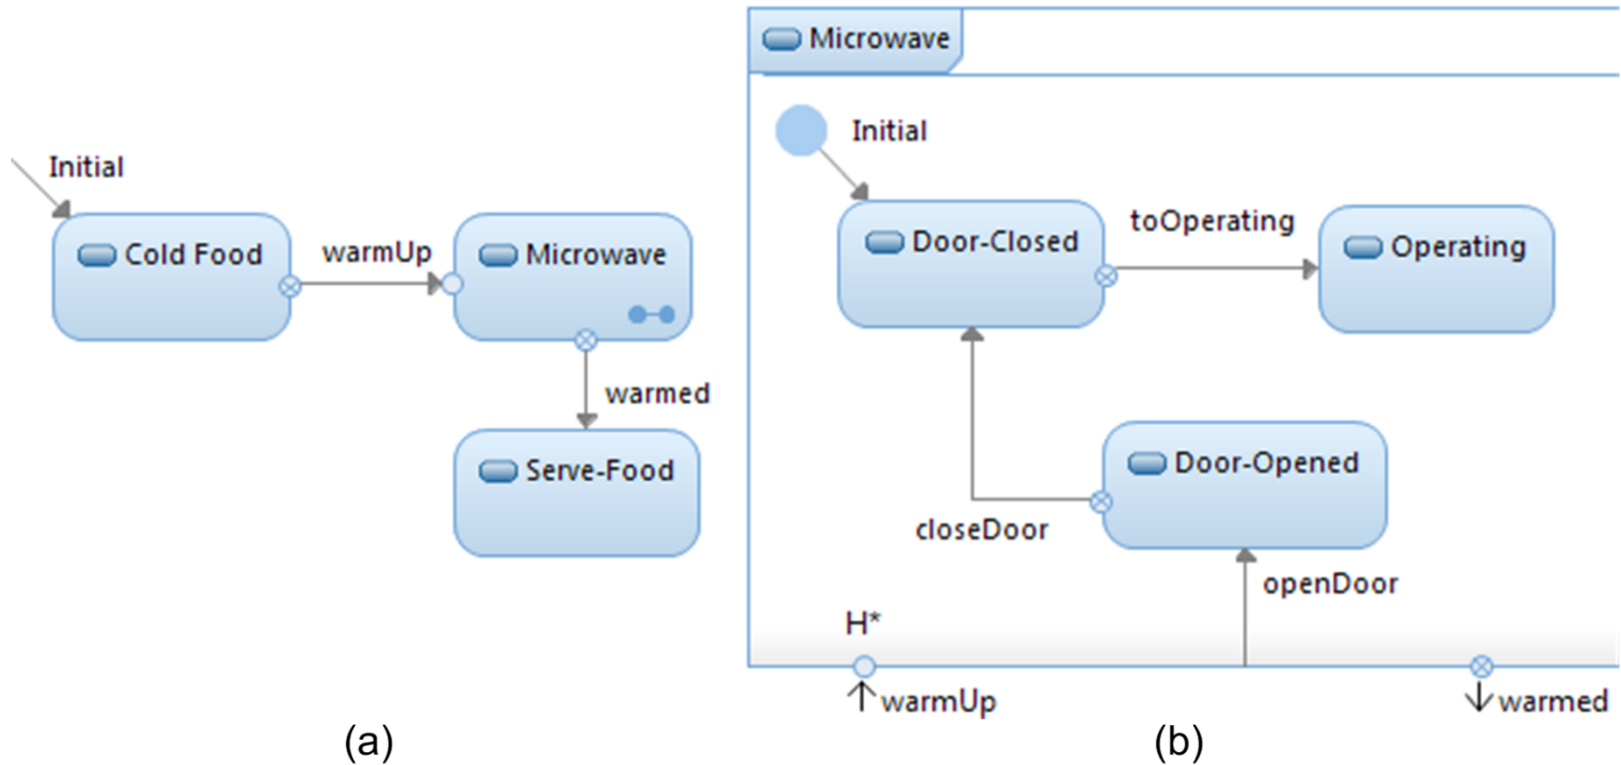 Initial
Cold Food
warmUp
Microwave
warmed
Serve-Food
(a)
Microwave
Initial
Door-Closed
toOperating
Operating
Door-Opened
closeDoor
openDoor
H*
warmUp
warmed
(b)